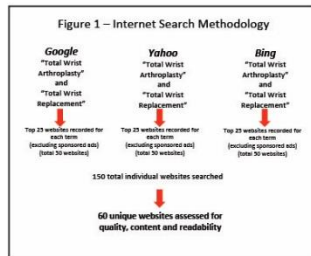 Figure 1 – Internet Search Methodology
Google
"Total Wrist
Arthroplasty"
and
"Total Wrist
Replacement"
Top 25 websites recorded for
each term
(excluding sponsored ads)
(total 50 websites)
Yahoo
"Total Wrist
Arthroplasty"
and
"Total Wrist
Replacement"
Top 25 websites recorded for
each term
(excluding sponsored ads)
(total 50 websites)
Bing
"Total Wrist
Arthroplasty"
and
"Total Wrist
Replacement"
Top 25 websites recorded for
each term
(excluding sponsored ads)
(total 50 websites)
150 total individual websites searched
60 unique websites assessed for
quality, content and readability